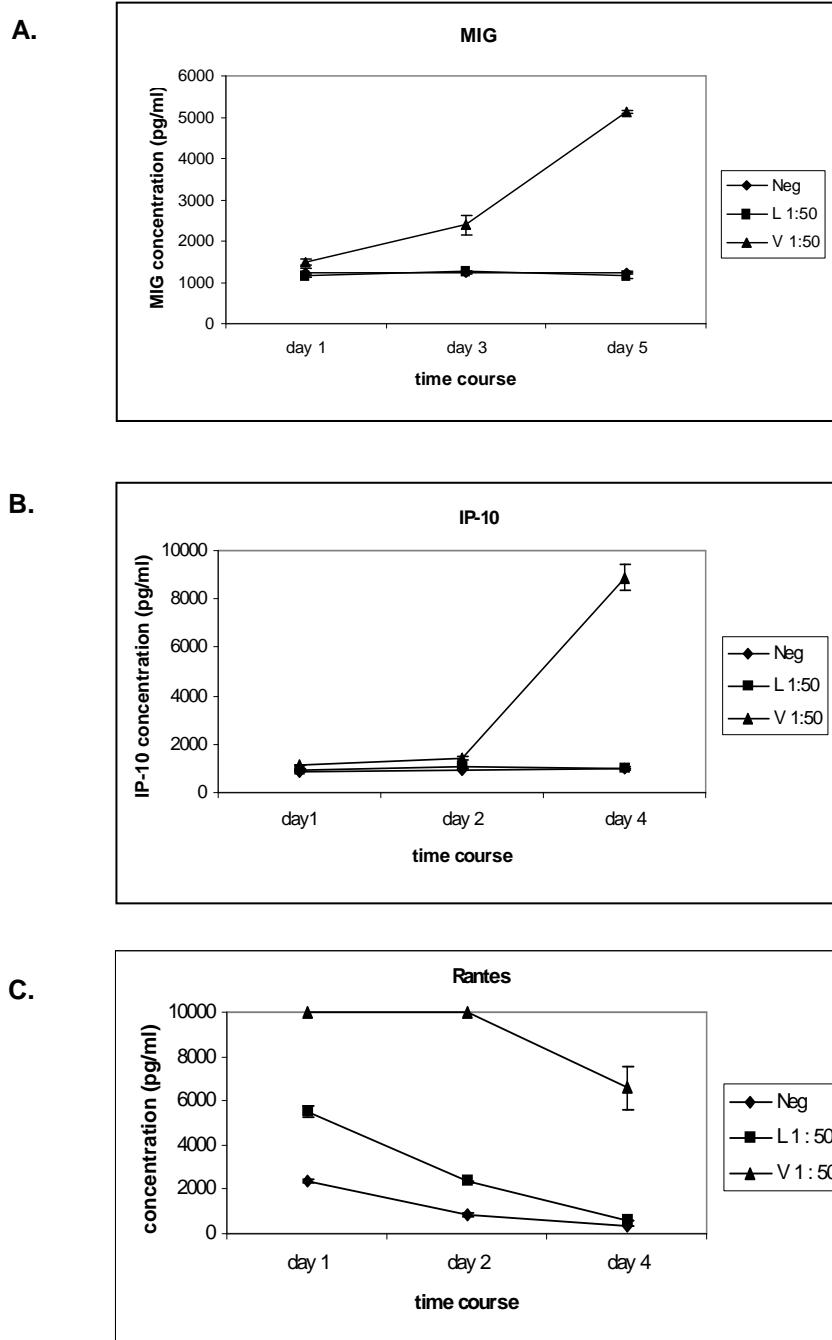 A.
MIG
MIG concentration (pg/ml)
6000
5000
4000
3000
2000
1000
0
day 1
day 3
day 5
time course
Neg
L 1:50
V 1:50
B.
IP-10
IP-10 concentration (pg/ml)
10000
8000
6000
4000
2000
0
day1
day 2
day 4
time course
Neg
L 1:50
V 1:50
C.
Rantes
concentration (pg/ml)
10000
8000
6000
4000
2000
0
day 1
day 2
day 4
time course
Neg
L 1 : 50
V 1 : 50